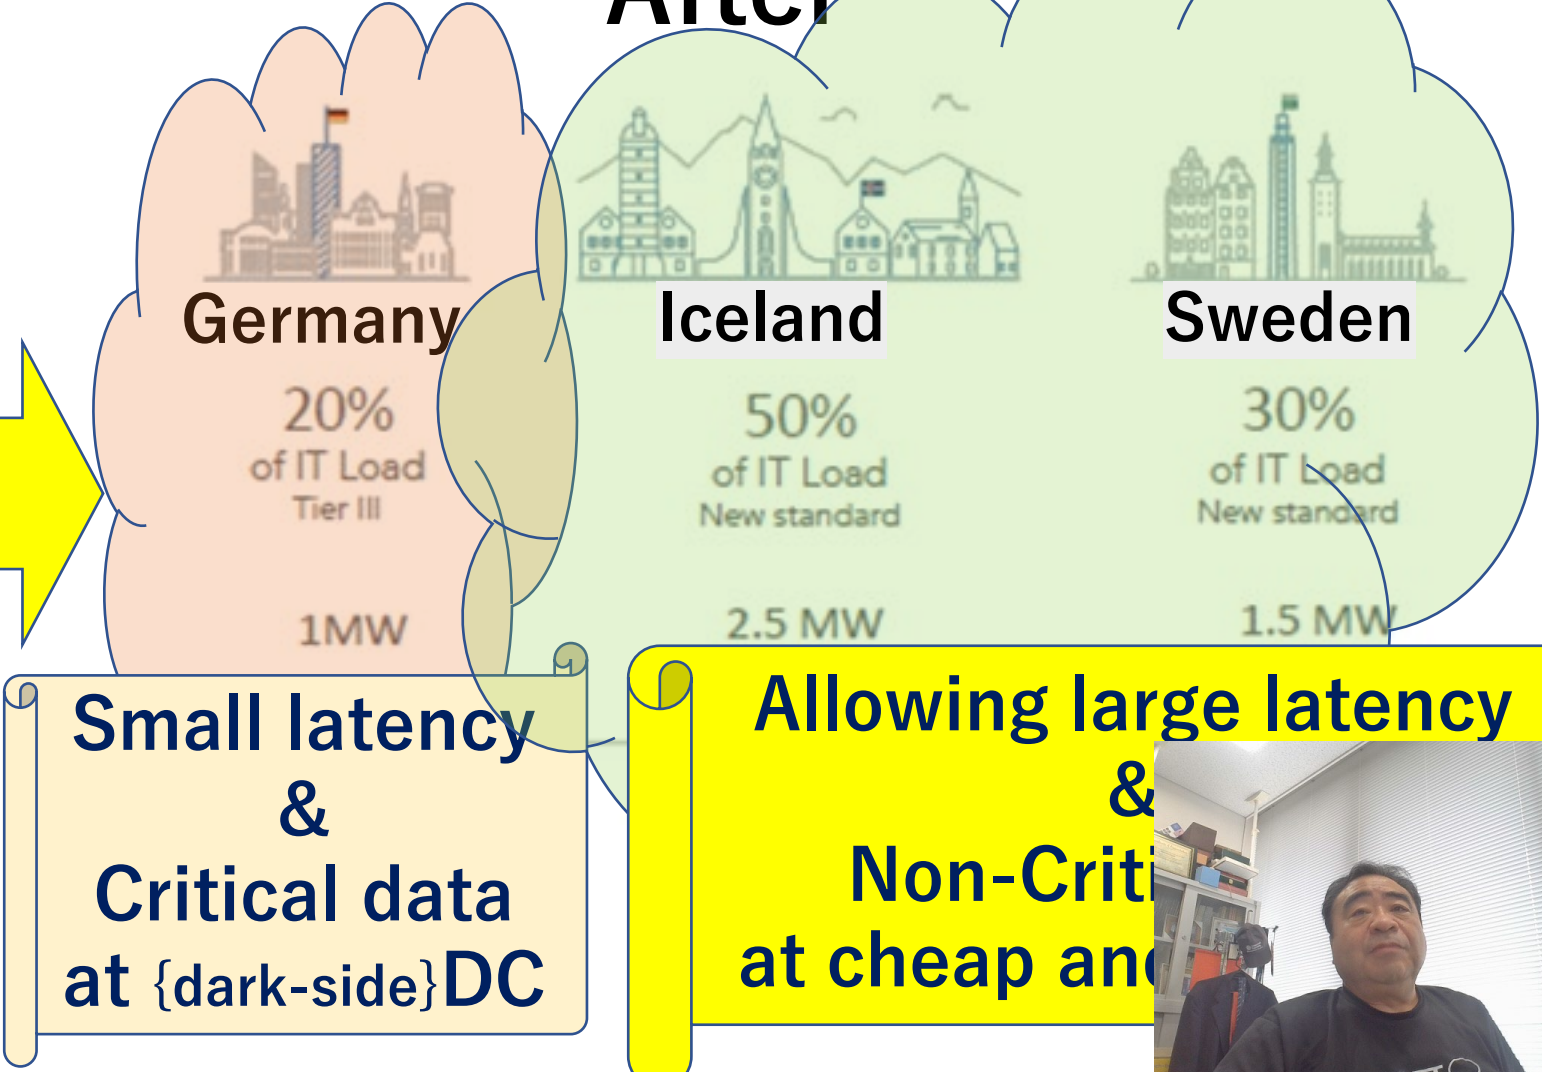 After
Germany
20%
of IT Load
Tier III
1MW
Iceland
50%
of IT Load
New standard
2.5 MW
Sweden
30%
of IT Load
New standard
1.5 MW
Small latency
&
Critical data
at {dark-side}DC
Allowing large latency
&
Non-Criti
at cheap and